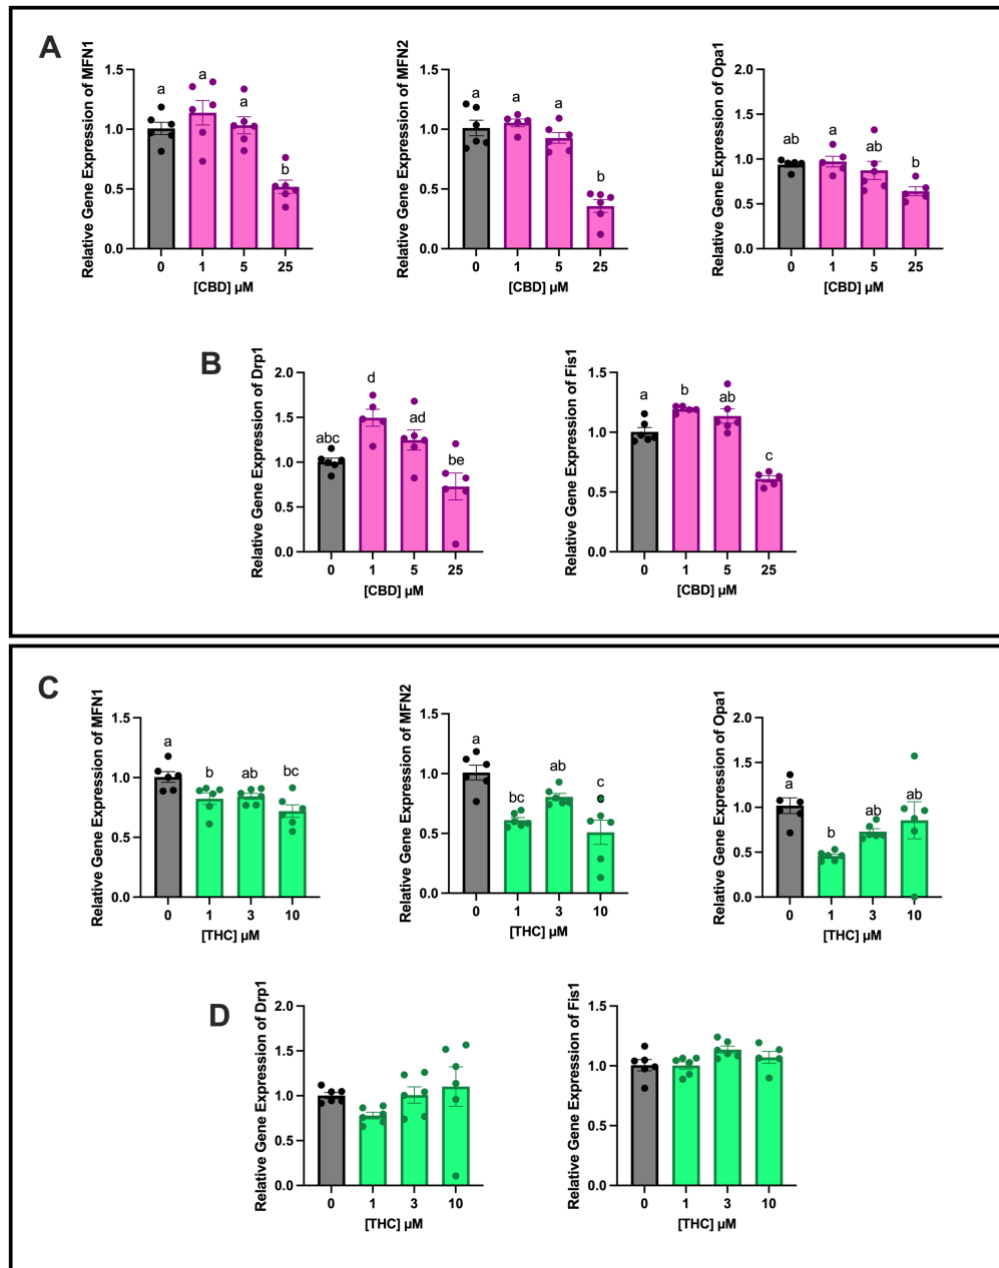 A
Relative Gene Expression of MFN1
1.5
1.0
0.5
0.0
a
a
a
b
0 1 5 25
[CBD] µM
Relative Gene Expression of MFN2
1.5
1.0
0.5
0.0
a
a
a
b
0 1 5 25
[CBD] µM
Relative Gene Expression of Opa1
2.0
1.5
1.0
0.5
0.0
ab
a
ab
b
0 1 5 25
[CBD] µM
B
Relative Gene Expression of Drp1
2.0
1.5
1.0
0.5
0.0
abc
d
ad
be
0 1 5 25
[CBD] µM
Relative Gene Expression of Fis1
1.5
1.0
0.5
0.0
a
b
ab
c
0 1 5 25
[CBD] µM
C
Relative Gene Expression of MFN1
1.5
1.0
0.5
0.0
a
b
ab
bc
0 1 3 10
[THC] µM
Relative Gene Expression of MFN2
1.5
1.0
0.5
0.0
a
bc
ab
c
0 1 3 10
[THC] µM
Relative Gene Expression of Opa1
2.0
1.5
1.0
0.5
0.0
a
b
ab
ab
0 1 3 10
[THC] µM
D
Relative Gene Expression of Drp1
2.0
1.5
1.0
0.5
0.0
0 1 3 10
[THC] µM
Relative Gene Expression of Fis1
1.5
1.0
0.5
0.0
0 1 3 10
[THC] µM